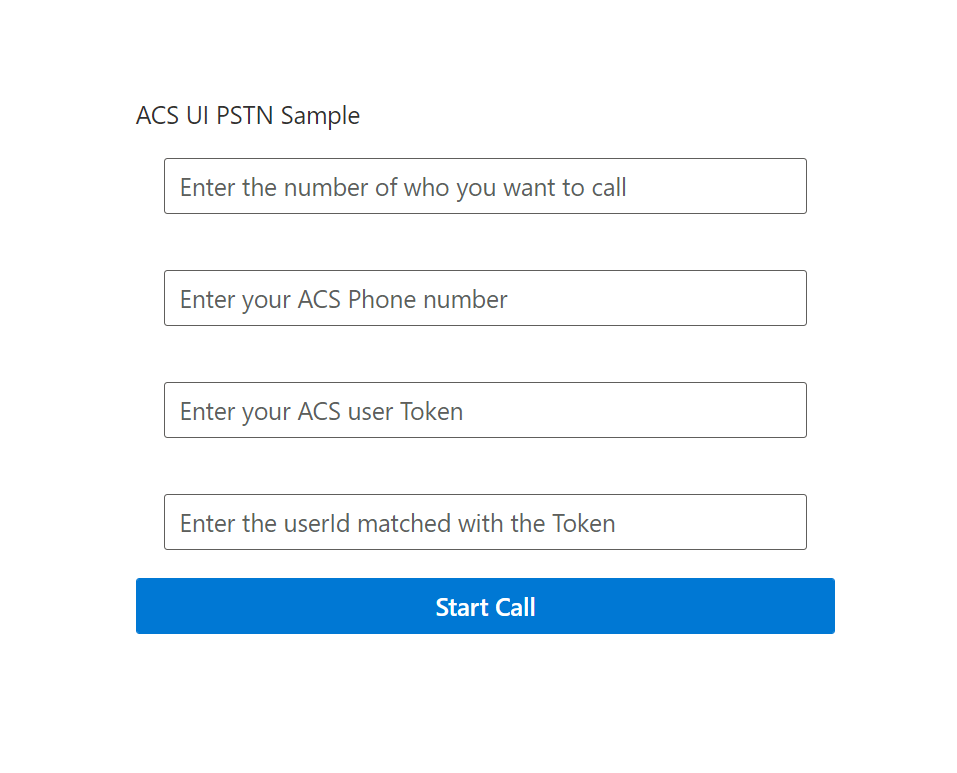 ACS UI PSTN Sample
Enter the number of who you want to call
Enter your ACS Phone number
Enter your ACS user Token
Enter the userId matched with the Token
Start Call